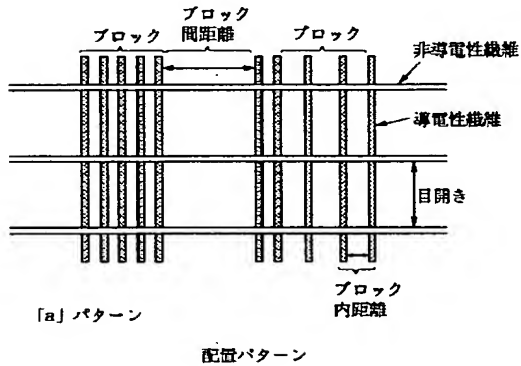 ブロック
ブロック
間距離
ブロック
非導電性繊維
導電性繊維
目開き
ブロック
内距離
「a」パターン
配置パターン